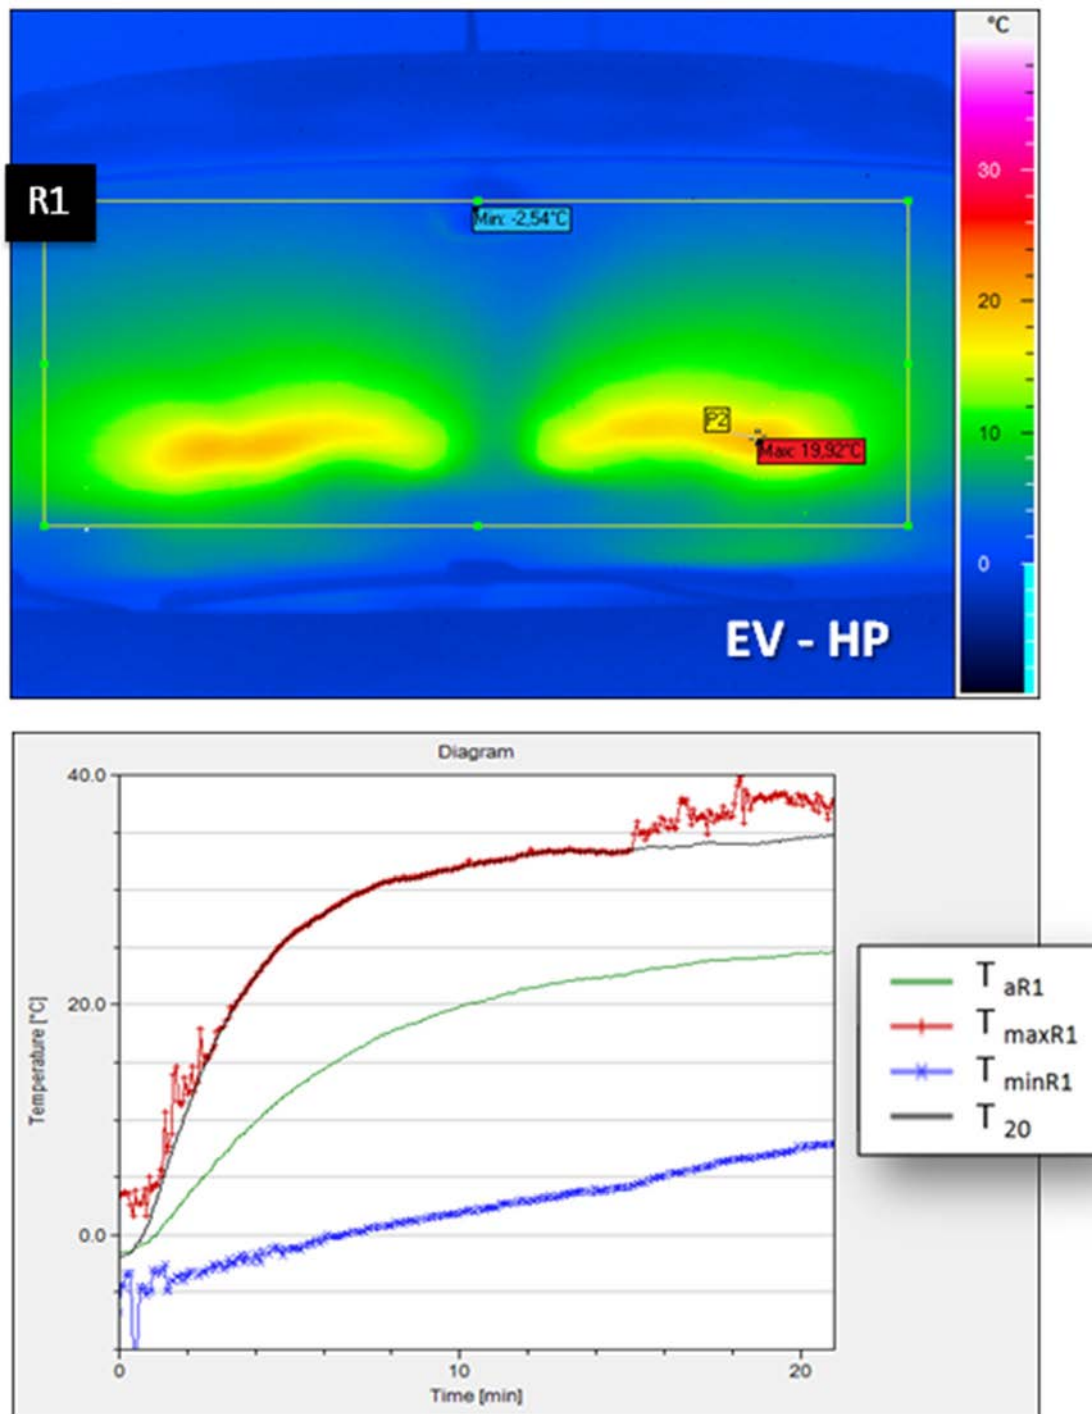 °C
R1
Min: -2,54°C
30
20
P2
10
Max: 19,92°C
0
EV - HP
Diagram
40.0
20.0
0.0
Temperature [°C]
0 10 20
Time [min]
T aR1
T maxR1
T minR1
T 20